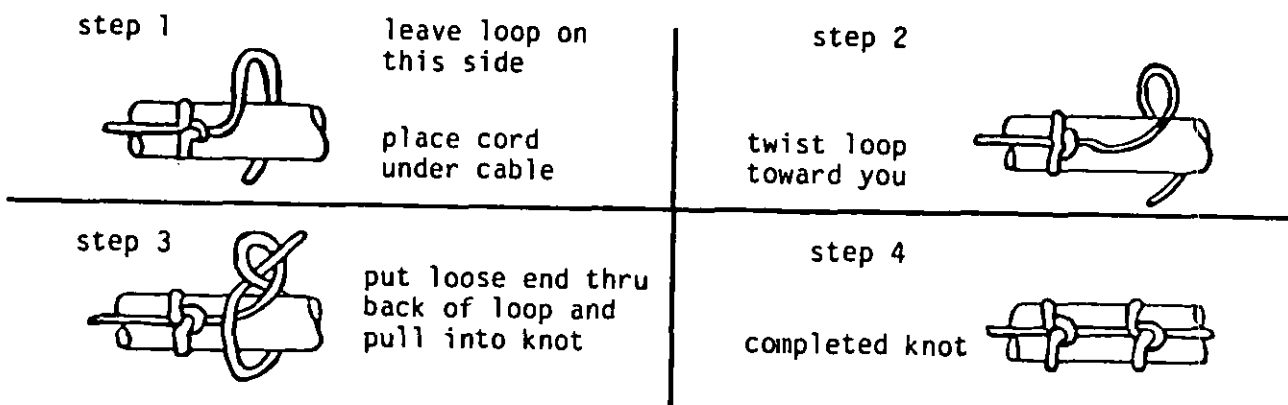 step 1
leave loop on
this side
place cord
under cable
step 2
twist loop
toward you
step 3
put loose end thru
back of loop and
pull into knot
step 4
completed knot